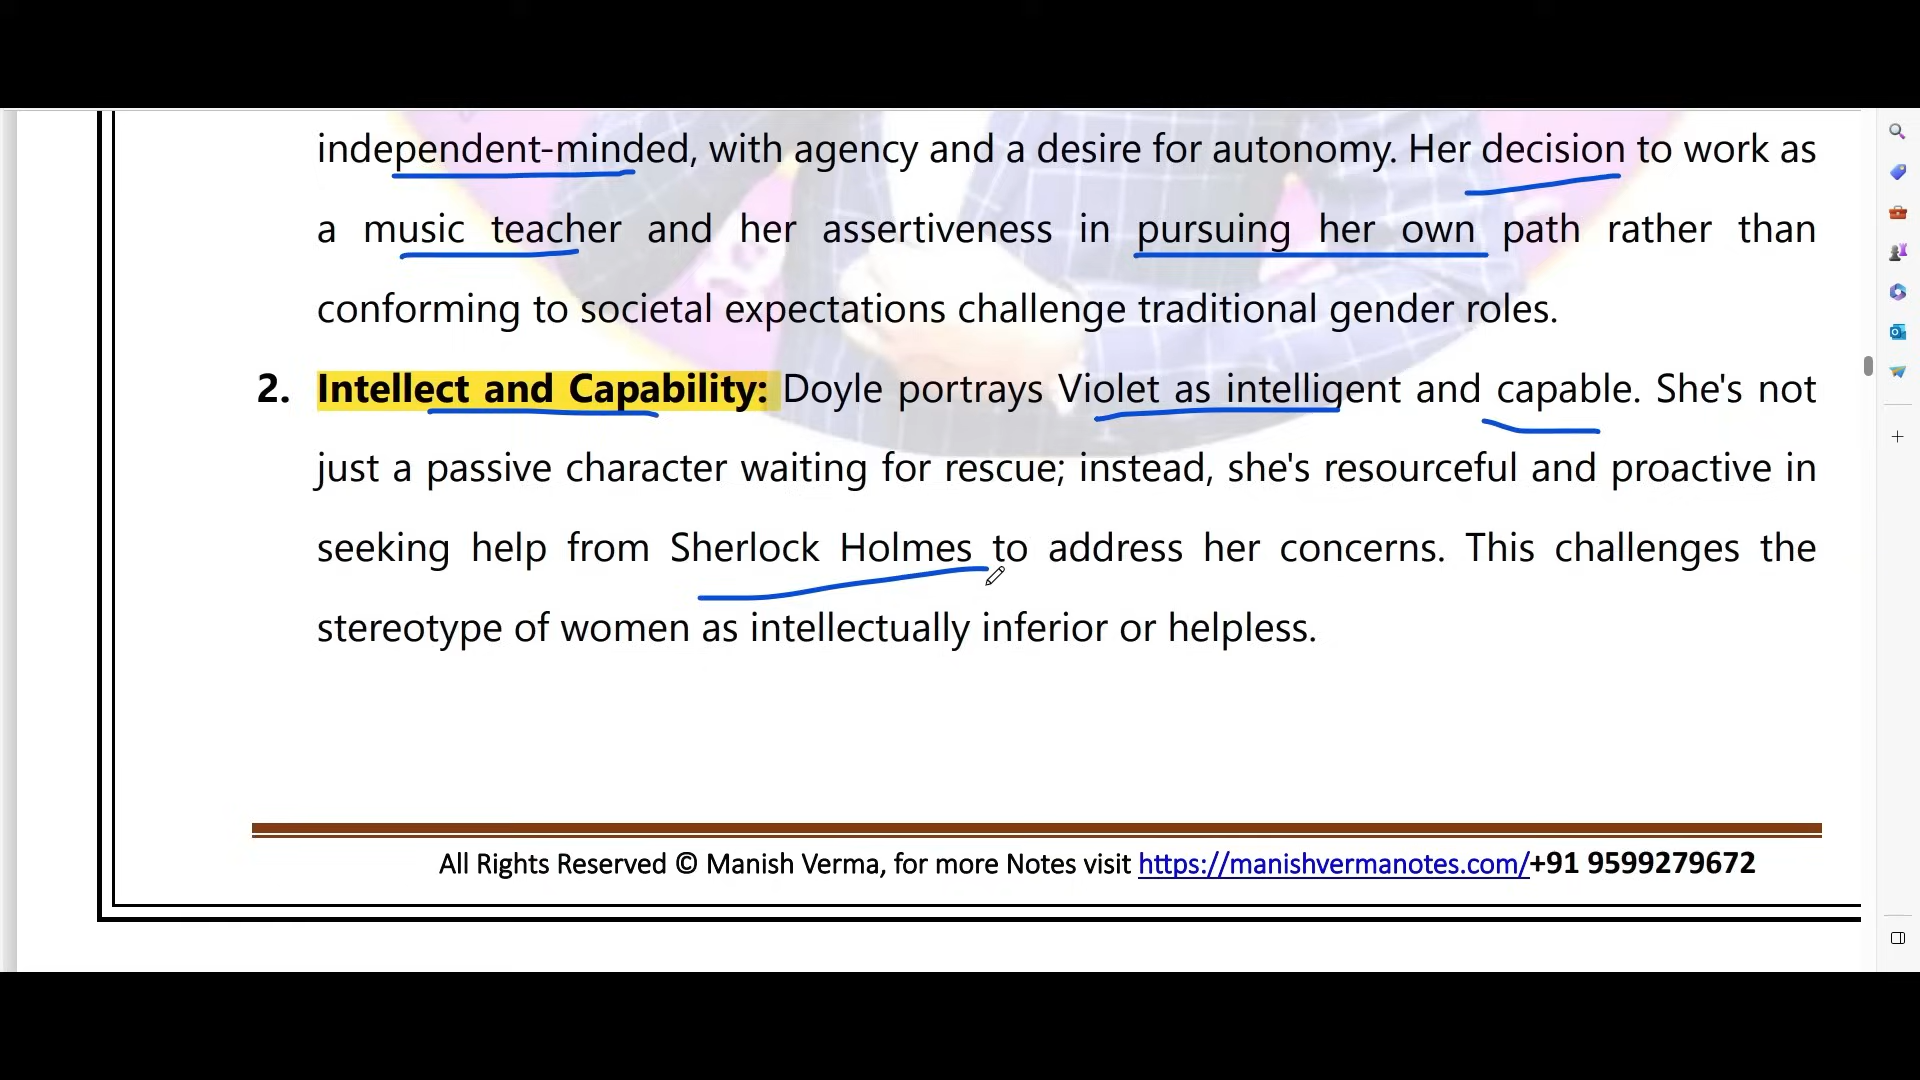 independent-minded, with agency and a desire for autonomy. Her decision to work as
a music teacher and her assertiveness in pursuing her own path rather than
conforming to societal expectations challenge traditional gender roles.
2. Intellect and Capability: Doyle portrays Violet as intelligent and capable. She's not
just a passive character waiting for rescue; instead, she's resourceful and proactive in
seeking help from Sherlock Holmes to address her concerns. This challenges the
stereotype of women as intellectually inferior or helpless.
All Rights Reserved © Manish Verma, for more Notes visit https://manishvermanotes.com/+91 9599279672